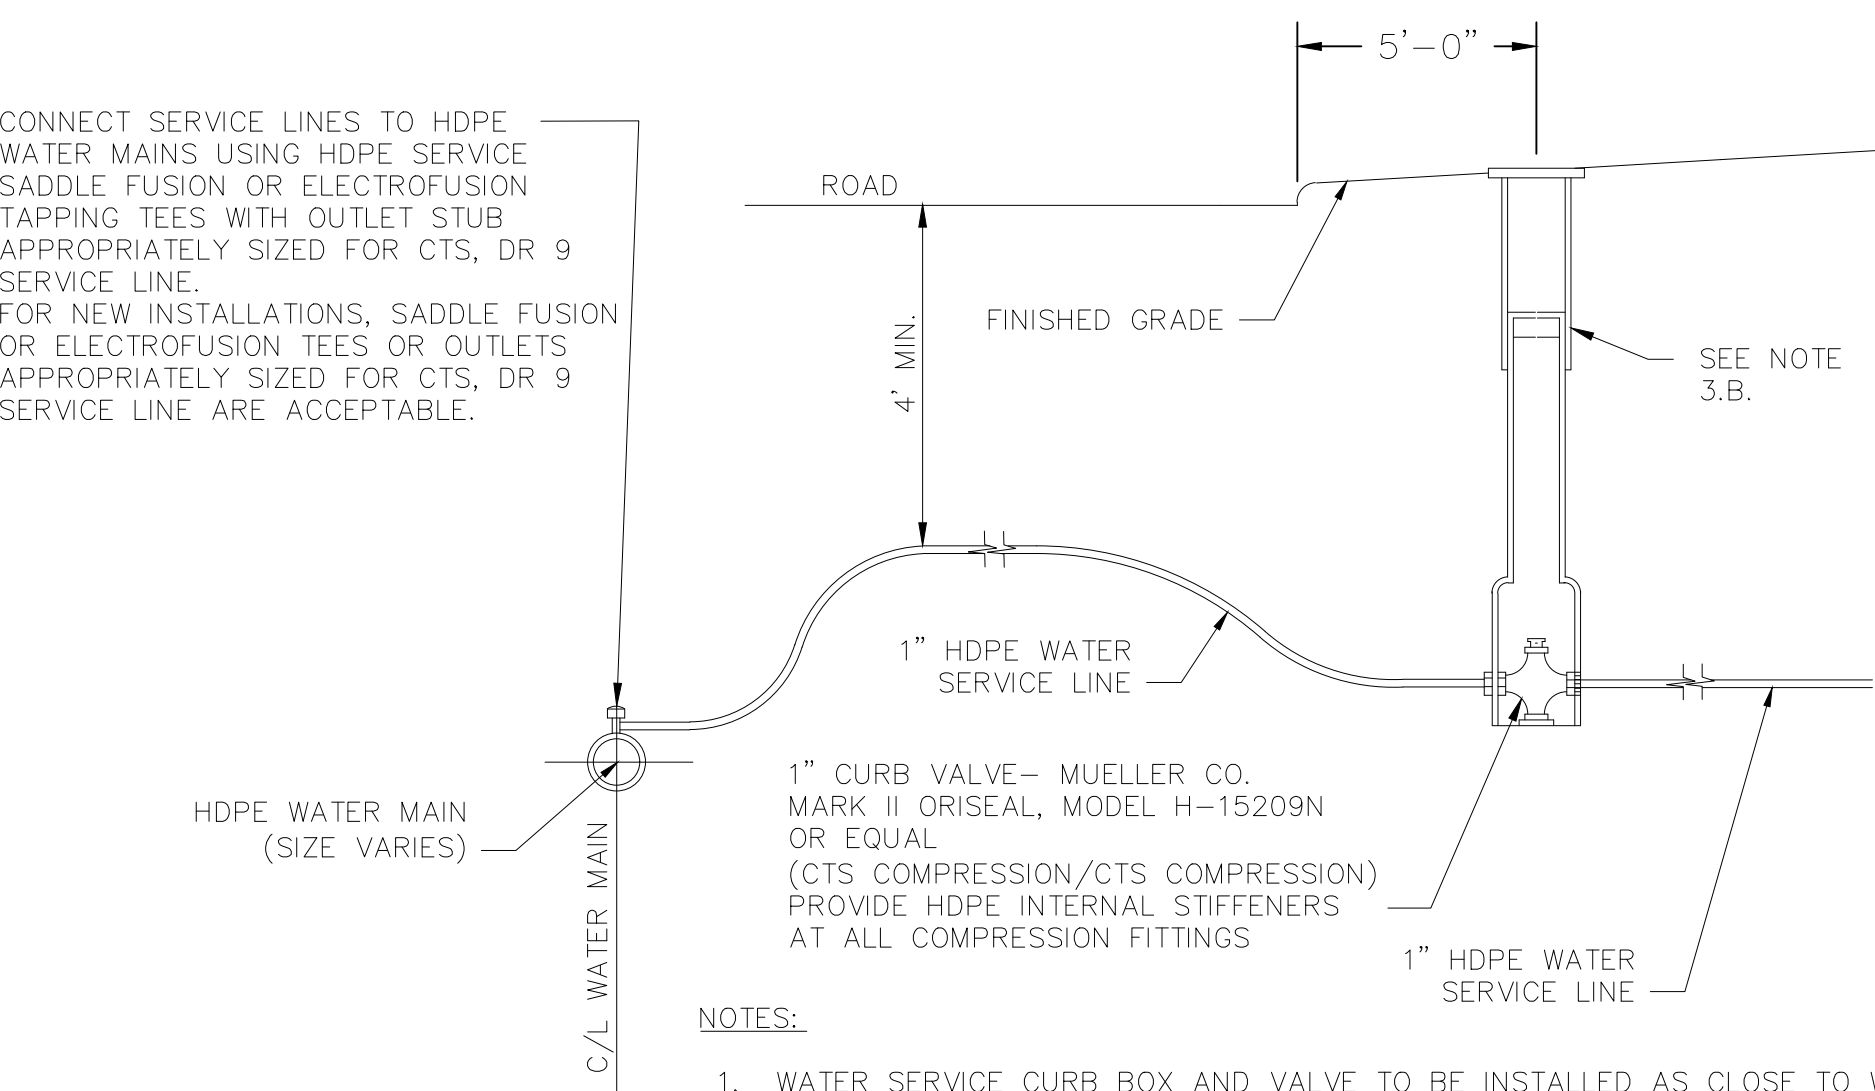 5'-0"
CONNECT SERVICE LINES TO HDPE
WATER MAINS USING HDPE SERVICE
SADDLE FUSION OR ELECTROFUSION
TAPPING TEES WITH OUTLET STUB
APPROPRIATELY SIZED FOR CTS, DR 9
SERVICE LINE.
FOR NEW INSTALLATIONS, SADDLE FUSION
OR ELECTROFUSION TEES OR OUTLETS
APPROPRIATELY SIZED FOR CTS, DR 9
SERVICE LINE ARE ACCEPTABLE.
ROAD
4' MIN.
FINISHED GRADE
SEE NOTE
3.B.
1" HDPE WATER
SERVICE LINE
HDPE WATER MAIN
(SIZE VARIES)
C/L WATER MAIN
1" CURB VALVE- MUELLER CO.
MARK II ORISEAL, MODEL H-15209N
OR EQUAL
(CTS COMPRESSION/CTS COMPRESSION)
PROVIDE HDPE INTERNAL STIFFENERS
AT ALL COMPRESSION FITTINGS
1" HDPE WATER
SERVICE LINE
NOTES:
1. WATER SERVICE CURB BOX AND VALVE TO BE INSTALLED AS CLOSE TO